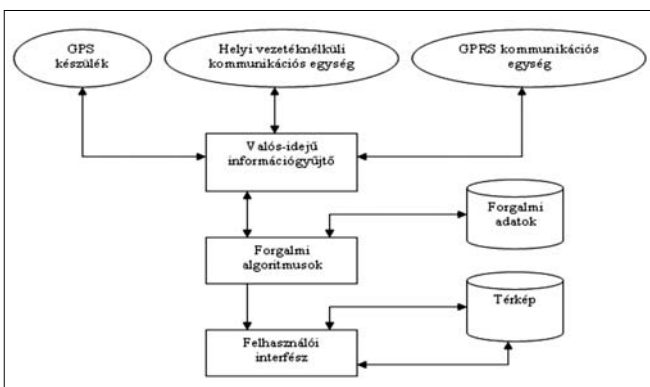 GPS
készülék
Helyi vezetéknélküli
kommunikációs egység
GPRS kommunikációs
egység
Valós-idejű
információgyűjtő
Forgalmi
adatok
Forgalmi
algoritmusok
Térkép
Felhasználói
interfész